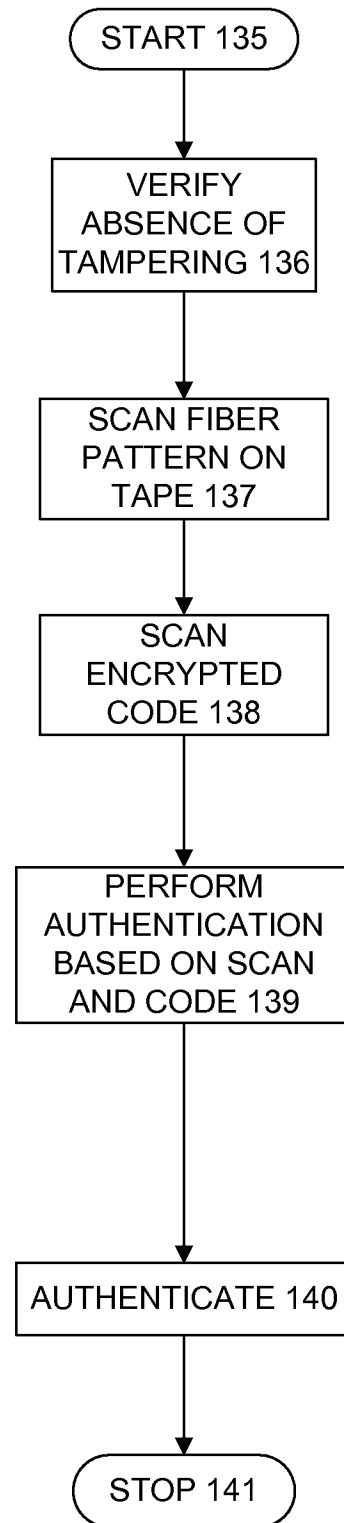 START 135
VERIFY
ABSENCE OF
TAMPERING 136
SCAN FIBER
PATTERN ON
TAPE 137
SCAN
ENCRYPTED
CODE 138
PERFORM
AUTHENTICATION
BASED ON SCAN
AND CODE 139
AUTHENTICATE 140
STOP 141